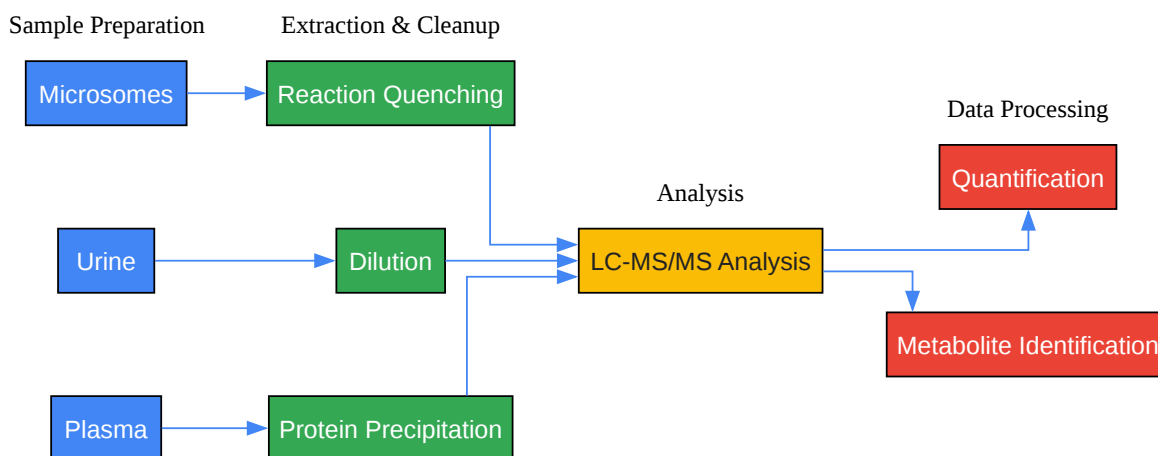 Sample Preparation
Extraction & Cleanup
Microsomes
Reaction Quenching
Data Processing
Quantification
Analysis
Urine
Dilution
LC-MS/MS Analysis
Metabolite Identification
Plasma
Protein Precipitation